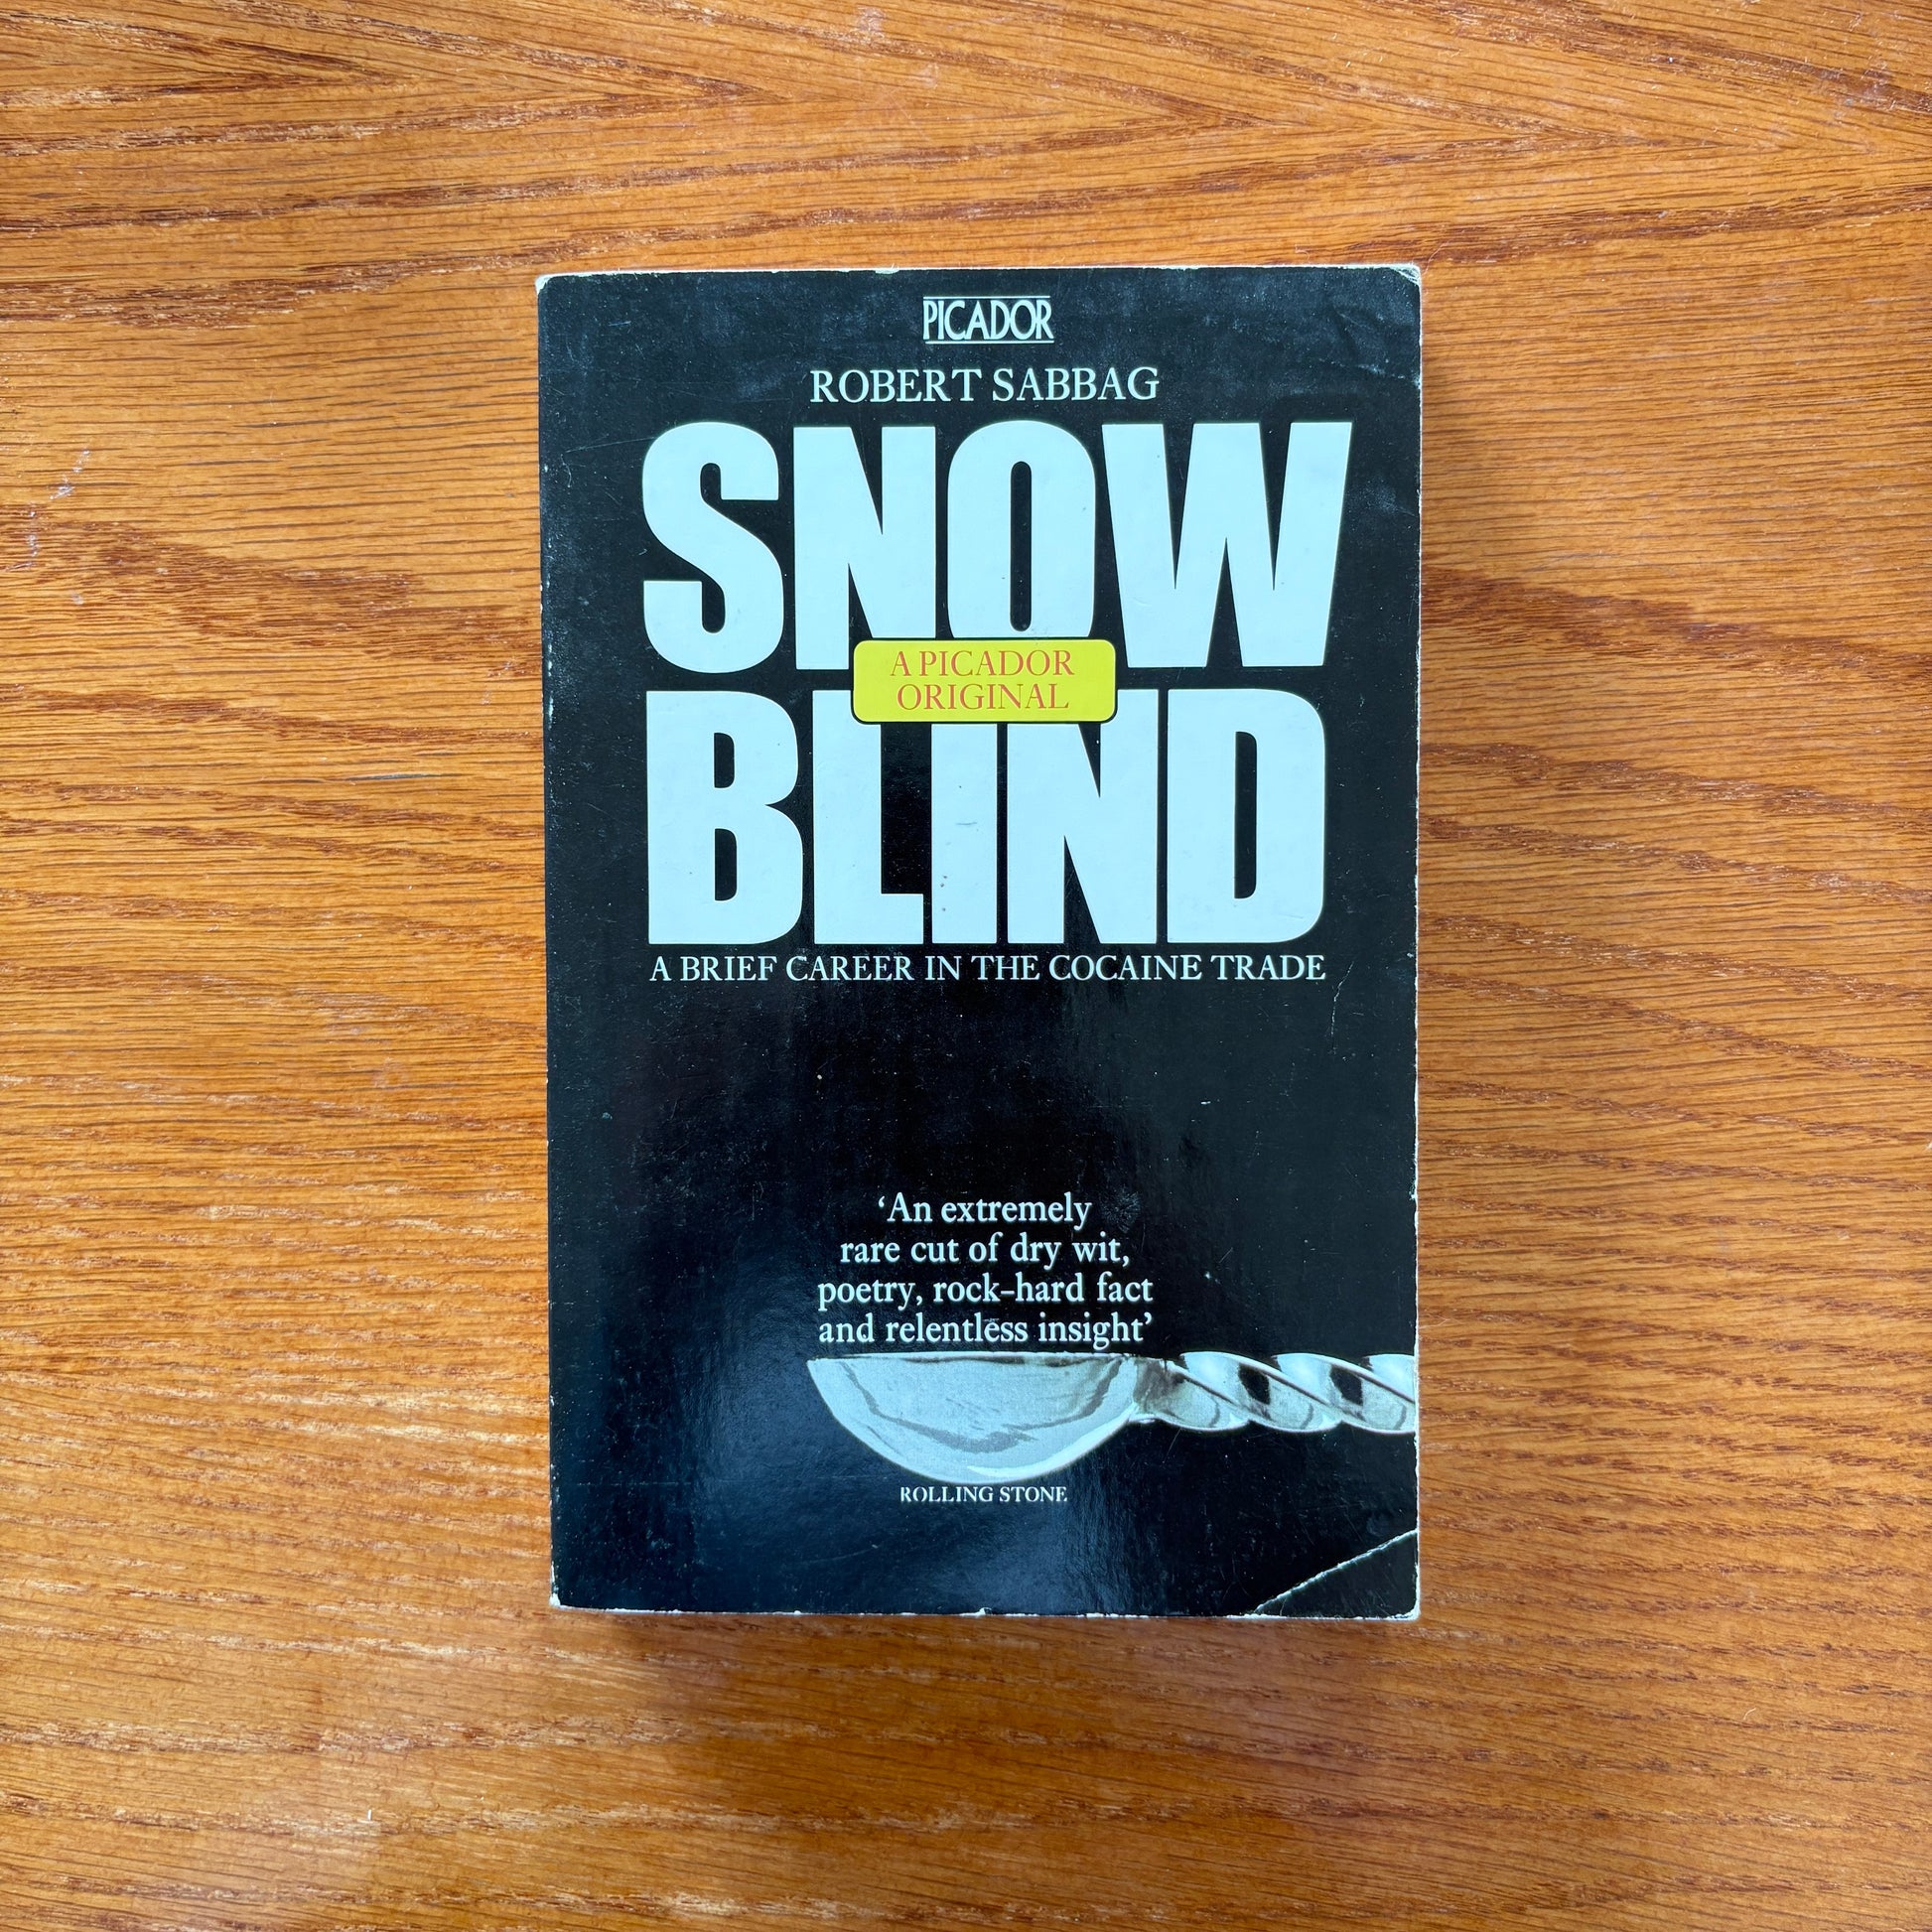 PICADOR
ROBERT SABBAG
SNOW
A PICADOR
ORIGINAL
BLIND
A BRIEF CAREER IN THE COCAINE TRADE
‘An extremely
rare cut of dry wit,
poetry, rock-hard fact
and relentless insight’
ROLLING STONE